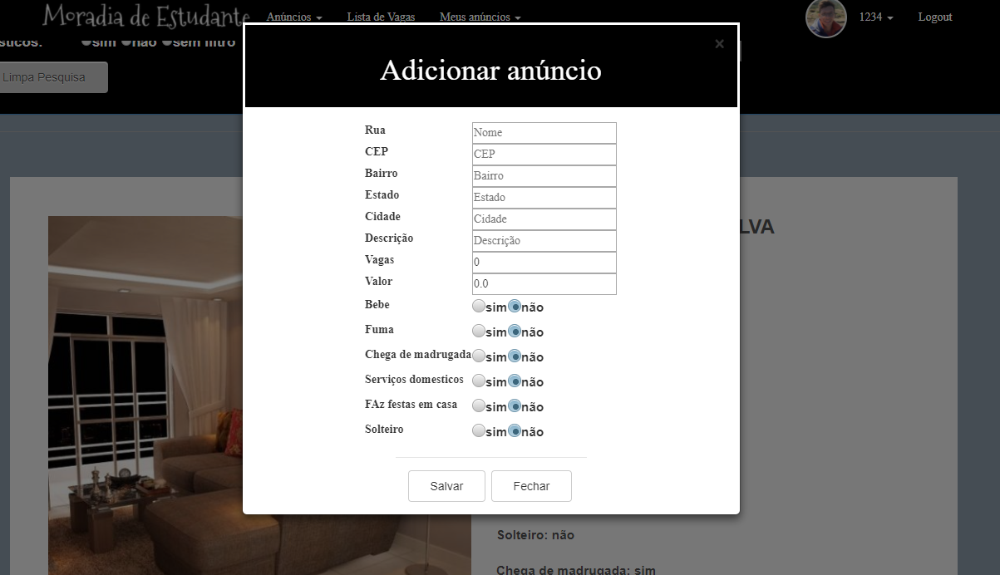 Moradia de Estudante Anúncios Lista de Vagas Meus anúncios 1234 Logout
sim não sem filtro
×
Limpa Pesquisa
Adicionar anúncio
Rua Nome
CEP CEP
Bairro Bairro
Estado Estado
Cidade Cidade
Descrição Descrição
Vagas 0
Valor 0.0
Bebe sim não
Fuma sim não
Chega de madrugada sim não
Serviços domesticos sim não
FAz festas em casa sim não
Solteiro sim não
Salvar Fechar
LVA
Solteiro: não
Chega de madrugada: sim